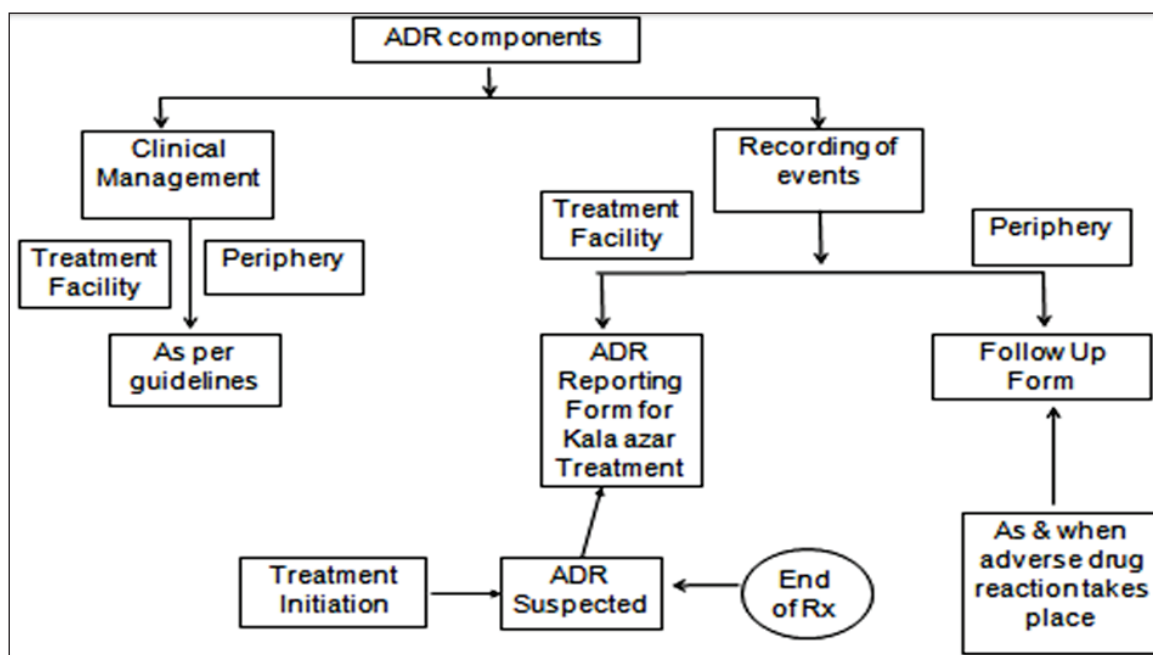 ADR components
Clinical
Management
Recording of
events
Treatment
Facility
Periphery
Treatment
Facility
Periphery
As per
guidelines
ADR
Reporting
Form for
Kala azar
Treatment
Follow Up
Form
Treatment
Initiation
ADR
Suspected
End
of Rx
As & when
adverse drug
reaction takes
place